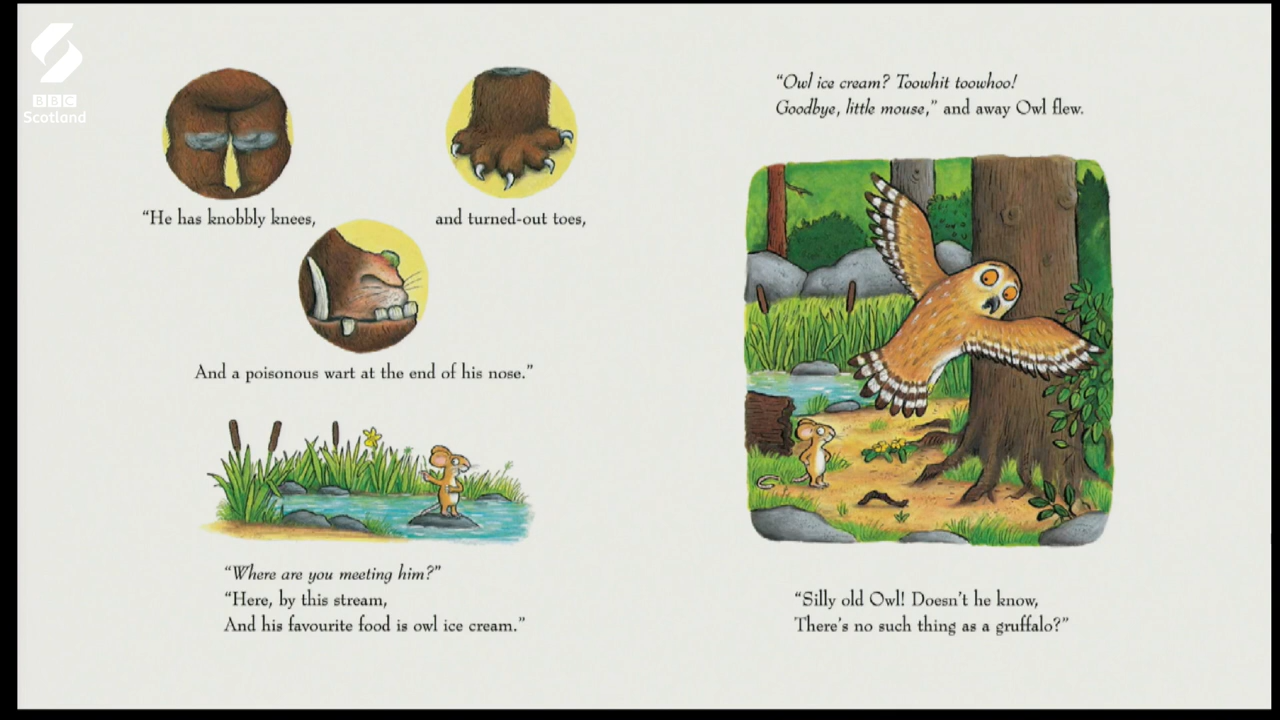 BBC
Scotland
“He has knobbly knees,
and turned-out toes,
And a poisonous wart at the end of his nose.”
“Where are you meeting him?”
“Here, by this stream,
And his favourite food is owl ice cream.”
“Owl ice cream? Toowhit toowhoo!
Goodbye, little mouse,” and away Owl flew.
“Silly old Owl! Doesn’t he know,
There’s no such thing as a gruffalo?”